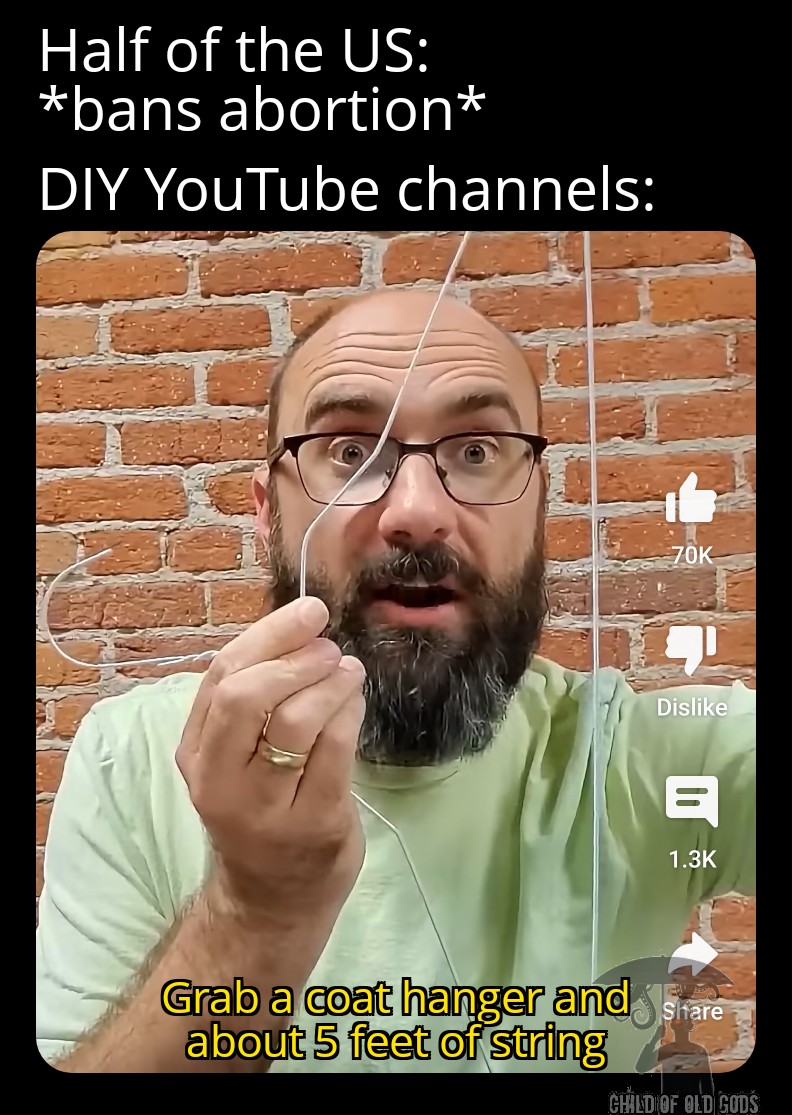 Half of the US:
*bans abortion*
DIY YouTube channels:
70K
Dislike
1.3K
Share
Grab a coat hanger and
about 5 feet of string
CHILD OF OLD GODS